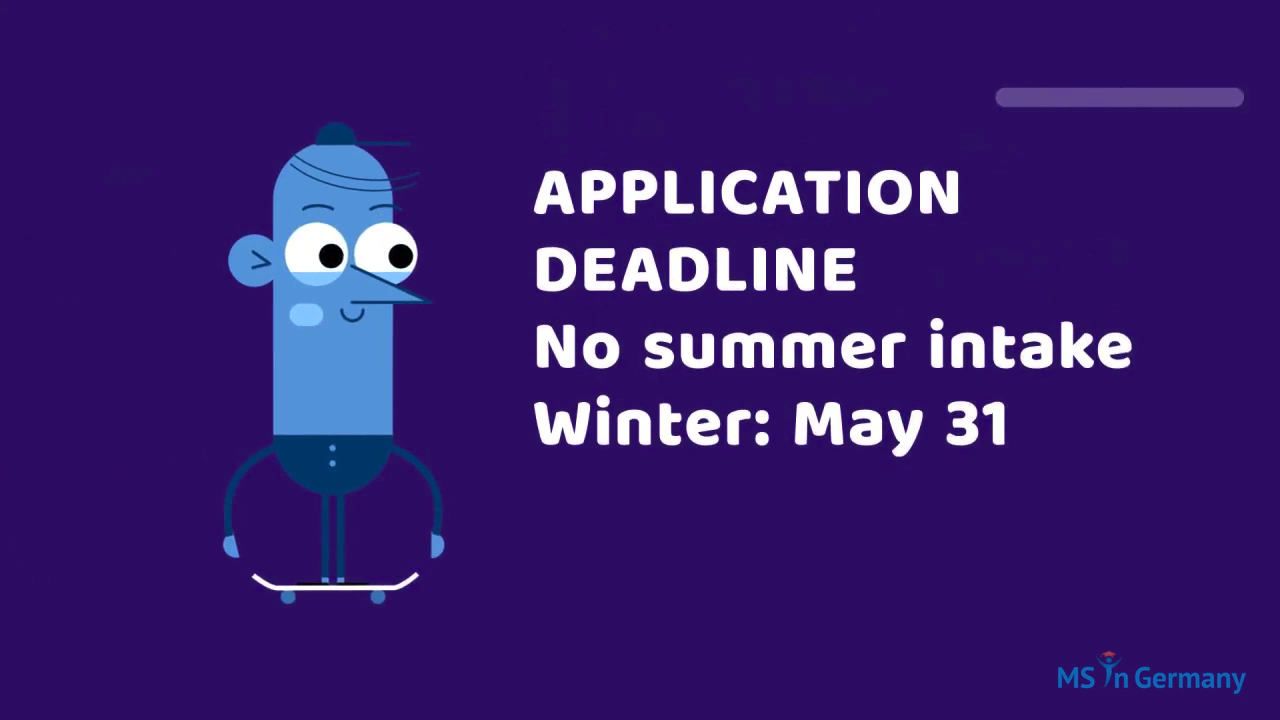 APPLICATION
DEADLINE
No summer intake
Winter: May 31
MS in Germany